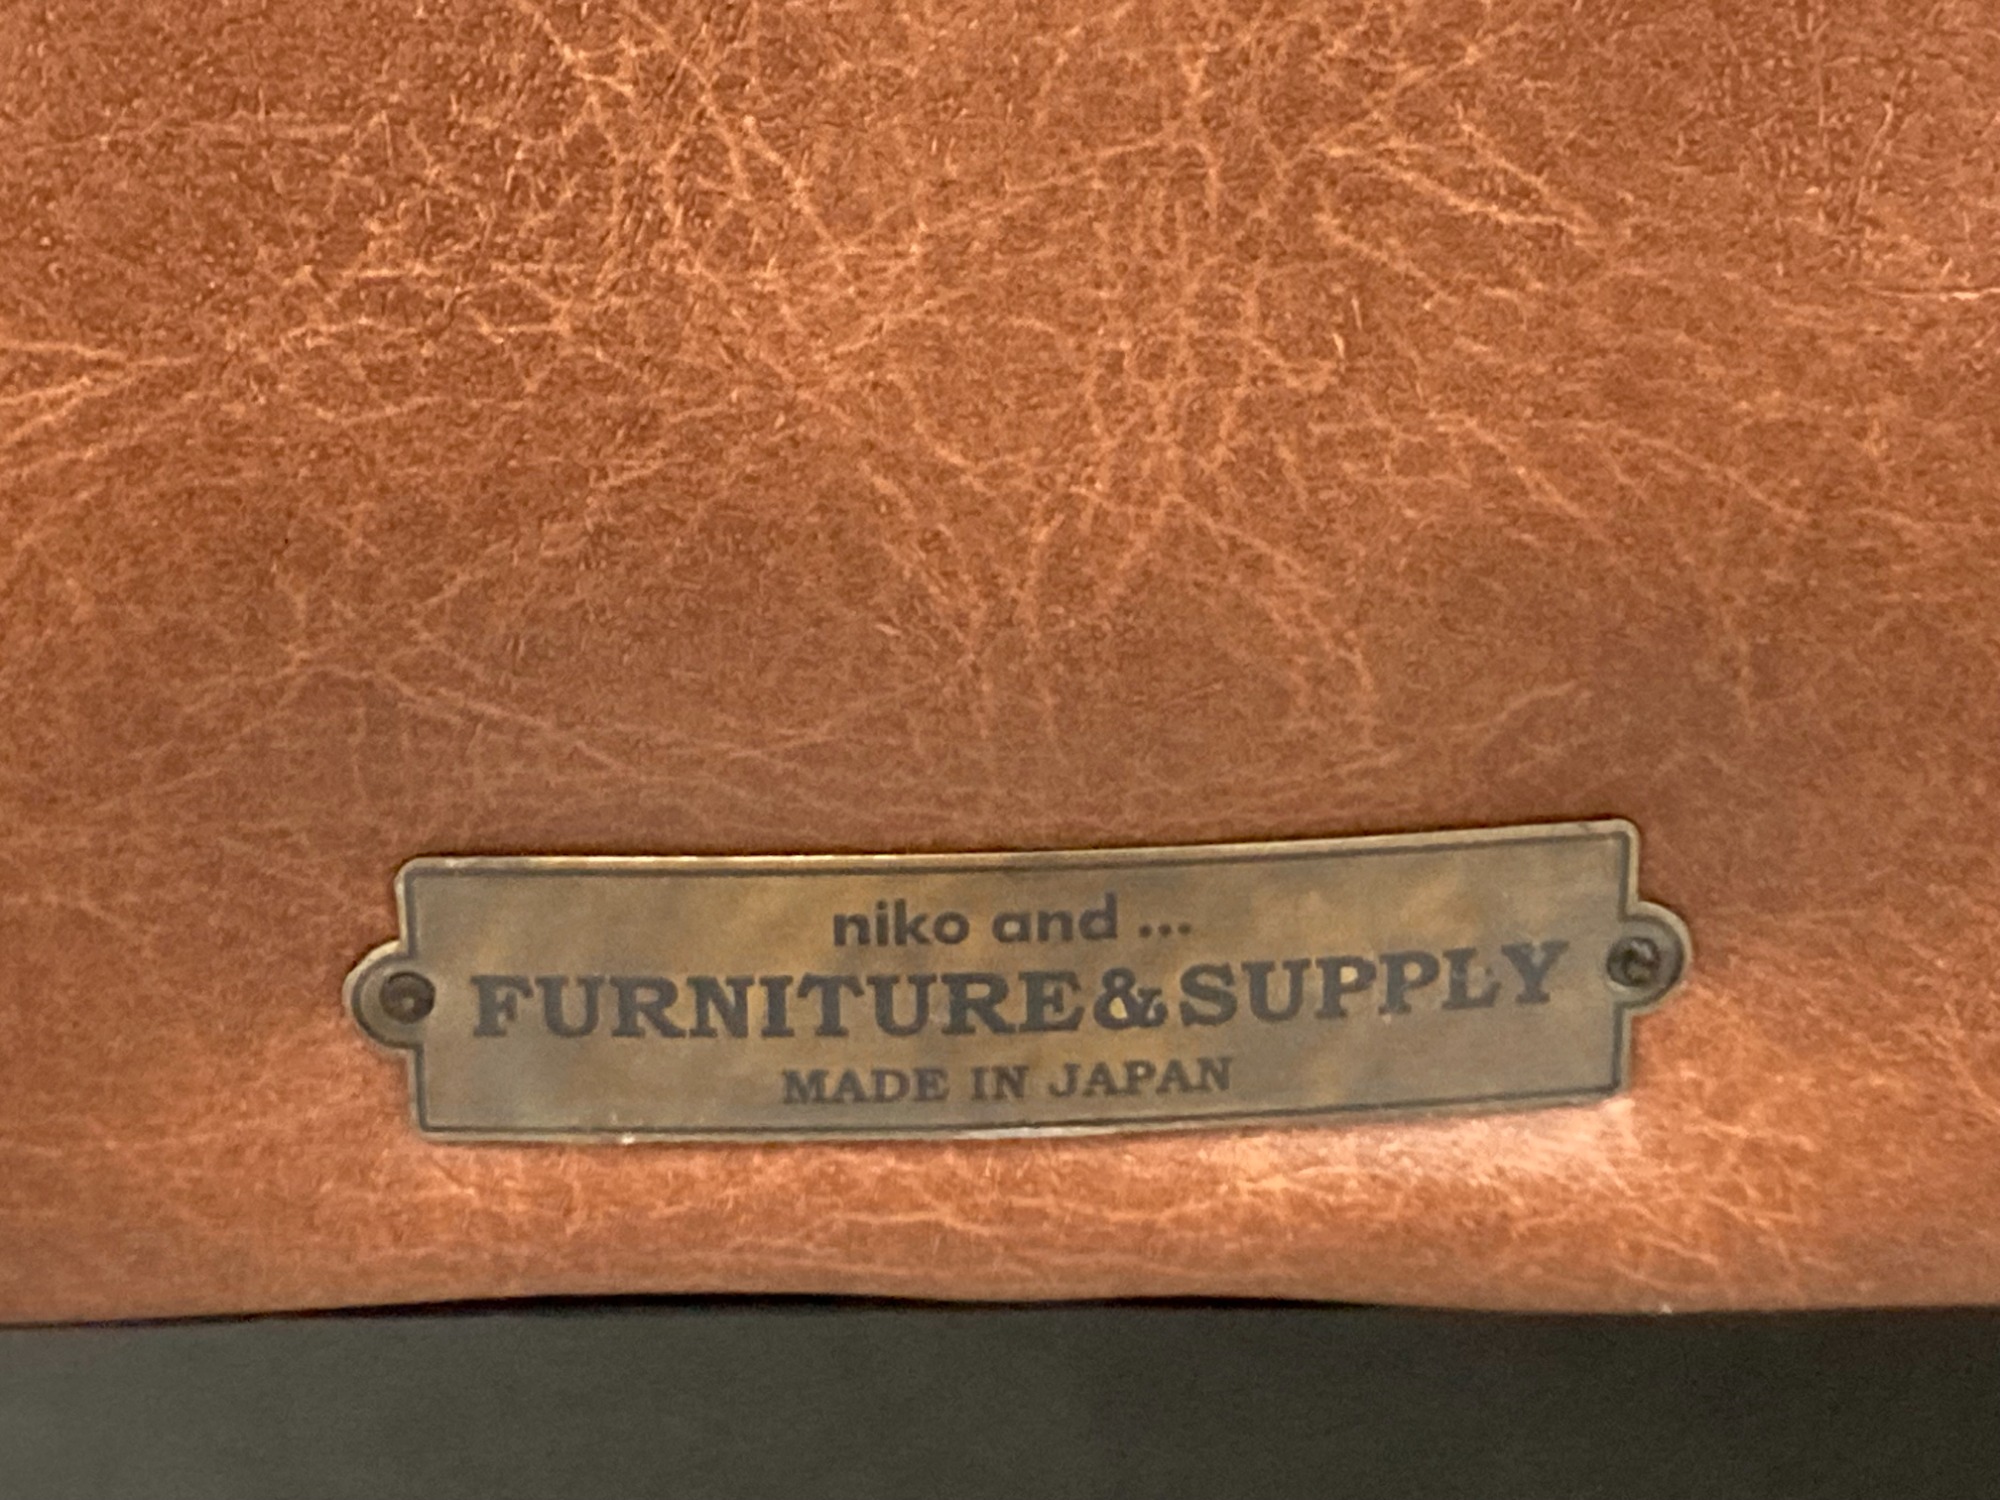 niko and ...
FURNITURE&SUPPLY
MADE IN JAPAN